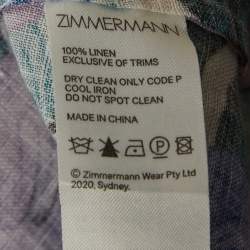 ZIMMERMANN
100% LINEN
EXCLUSIVE OF TRIMS
DRY CLEAN ONLY CODE P
COOL IRON
DO NOT SPOT CLEAN
MADE IN CHINA
P
© Zimmermann Wear Pty Ltd
2020, Sydney.